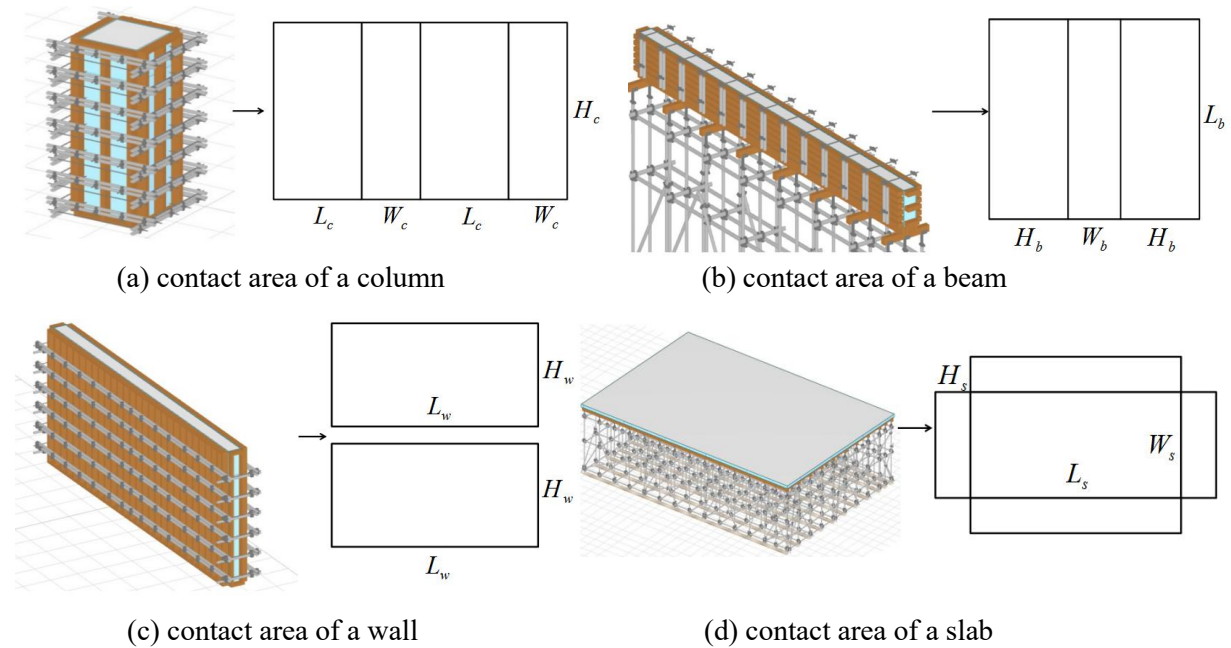 H_c
L_c W_c L_c W_c
(a) contact area of a column
L_b
H_b W_b H_b
(b) contact area of a beam
H_w
L_w
H_w
L_w
(c) contact area of a wall
H_s
W_s
L_s
(d) contact area of a slab